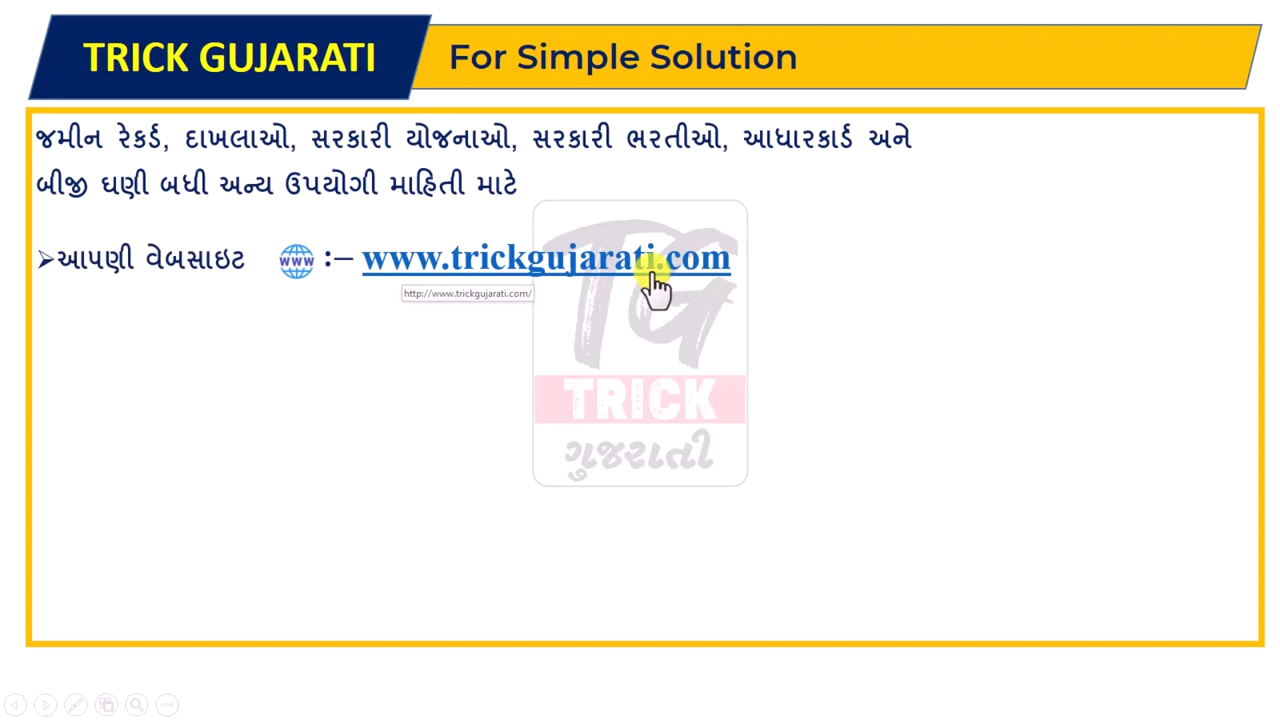 TRICK GUJARATI
For Simple Solution
જમીન રેકર્ડ, દાખલાઓ, સરકારી યોજનાઓ, સરકારી ભરતીઓ, આધારકાર્ડ અને
બીજી ઘણી બધી અન્ય ઉપયોગી માહિતી માટે
➢આપણી વેબસાઇટ www :– www.trickgujarati.com
http://www.trickgujarati.com/
TG
TRICK
ગુજરાતી